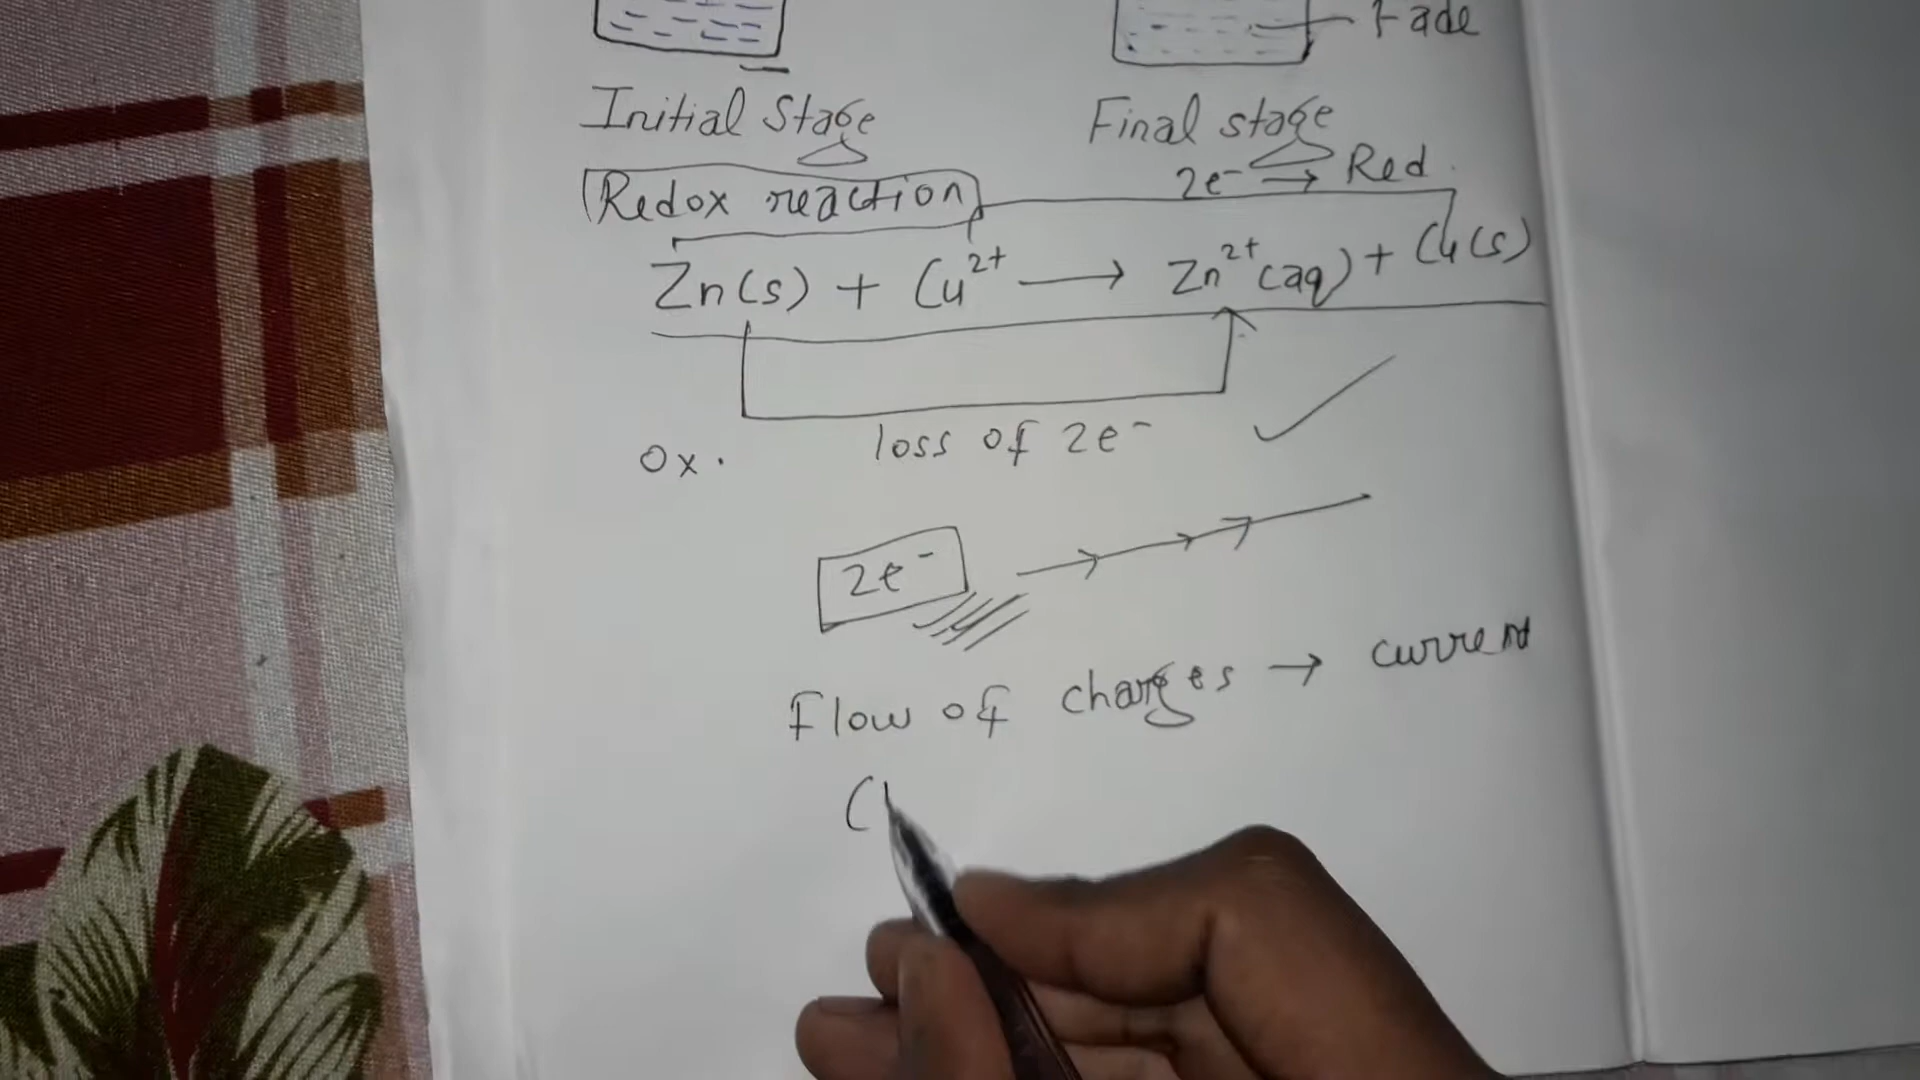 Fade
Initial Stage Final stage
2e⁻ → Red.
Redox reaction
Zn(s) + Cu²⁺ ⟶ Zn²⁺(aq) + Cu(s)
Ox. loss of 2e⁻ ✓
2e⁻
Flow of charges → current
(